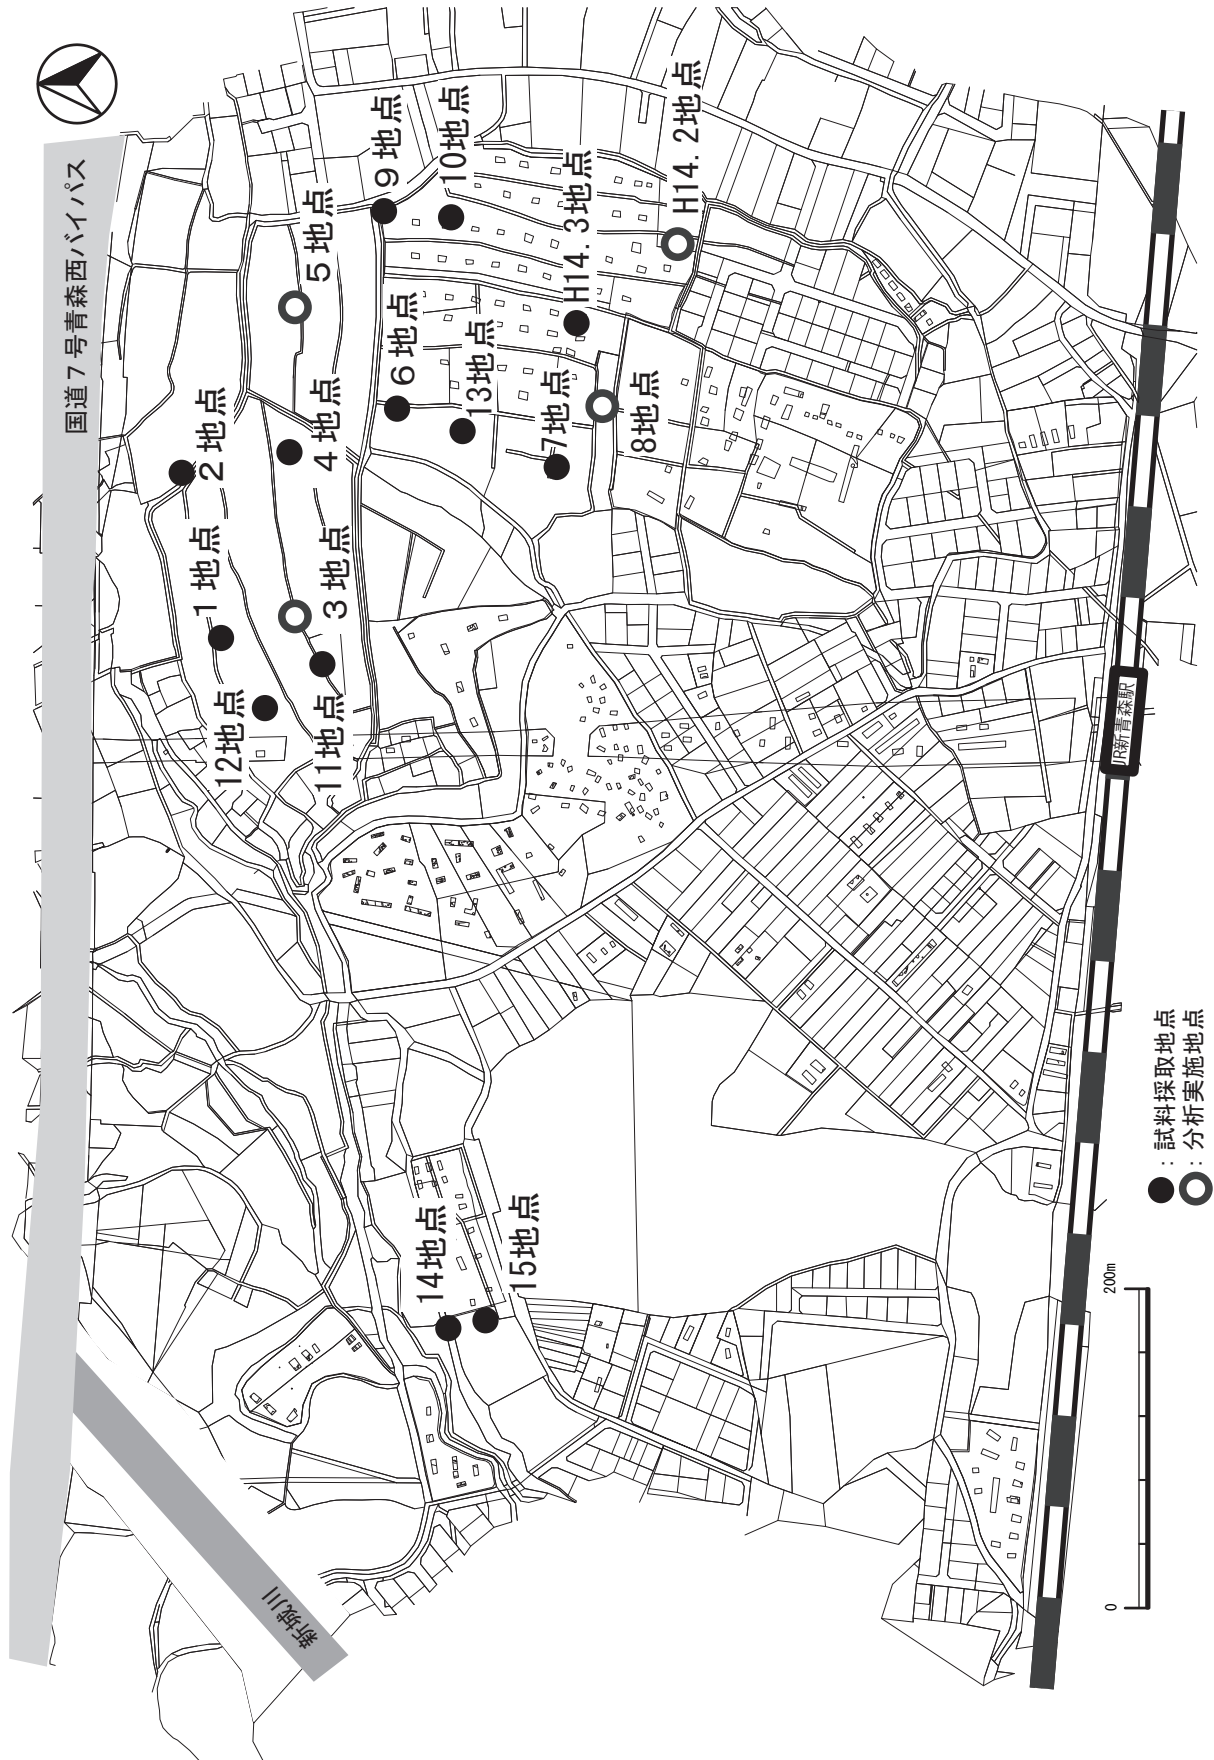 国道7号青森西バイパス
新城川
12地点
1地点
2地点
11地点
3地点
4地点
5地点
6地点
9地点
13地点
10地点
7地点
H14.3地点
8地点
H14.2地点
14地点
15地点
JR新青森駅
0
200m
●：試料採取地点
○：分析実施地点